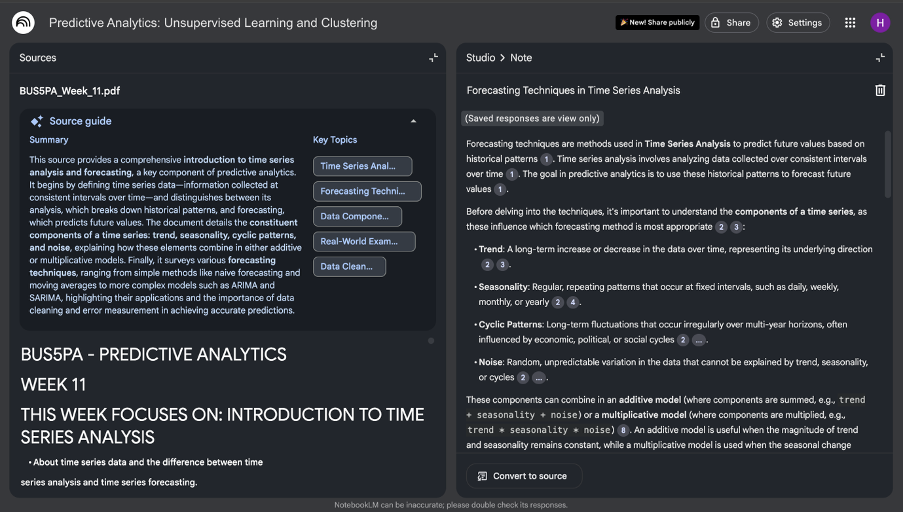 Predictive Analytics: Unsupervised Learning and Clustering
🎉 New! Share publicly
Share
Settings
H
Sources
BUS5PA_Week_11.pdf
Source guide
Summary
This source provides a comprehensive introduction to time series
analysis and forecasting, a key component of predictive analytics.
It begins by defining time series data—information collected at
consistent intervals over time—and distinguishes between its
analysis, which breaks down historical patterns, and forecasting,
which predicts future values. The document details the constituent
components of a time series: trend, seasonality, cyclic patterns,
and noise, explaining how these elements combine in either additive
or multiplicative models. Finally, it surveys various forecasting
techniques, ranging from simple methods like naive forecasting and
moving averages to more complex models such as ARIMA and
SARIMA, highlighting their applications and the importance of data
cleaning and error measurement in achieving accurate predictions.
Key Topics
Time Series Anal...
Forecasting Techni...
Data Compone...
Real-World Exam...
Data Clean...
BUS5PA - PREDICTIVE ANALYTICS
WEEK 11
THIS WEEK FOCUSES ON: INTRODUCTION TO TIME
SERIES ANALYSIS
• About time series data and the difference between time
series analysis and time series forecasting.
Studio > Note
Forecasting Techniques in Time Series Analysis
(Saved responses are view only)
Forecasting techniques are methods used in Time Series Analysis to predict future values based on
historical patterns 1. Time series analysis involves analyzing data collected over consistent intervals
over time 1. The goal in predictive analytics is to use these historical patterns to forecast future
values 1.
Before delving into the techniques, it's important to understand the components of a time series, as
these influence which forecasting method is most appropriate 2 3:
• Trend: A long-term increase or decrease in the data over time, representing its underlying direction
2 3.
• Seasonality: Regular, repeating patterns that occur at fixed intervals, such as daily, weekly,
monthly, or yearly 2 4.
• Cyclic Patterns: Long-term fluctuations that occur irregularly over multi-year horizons, often
influenced by economic, political, or social cycles 2 ....
• Noise: Random, unpredictable variation in the data that cannot be explained by trend, seasonality,
or cycles 2 ....
These components can combine in an additive model (where components are summed, e.g., trend
+ seasonality + noise) or a multiplicative model (where components are multiplied, e.g.,
trend * seasonality * noise) 8. An additive model is useful when the magnitude of trend
and seasonality remains constant, while a multiplicative model is used when the seasonal change
Convert to source
NotebookLM can be inaccurate; please double check its responses.